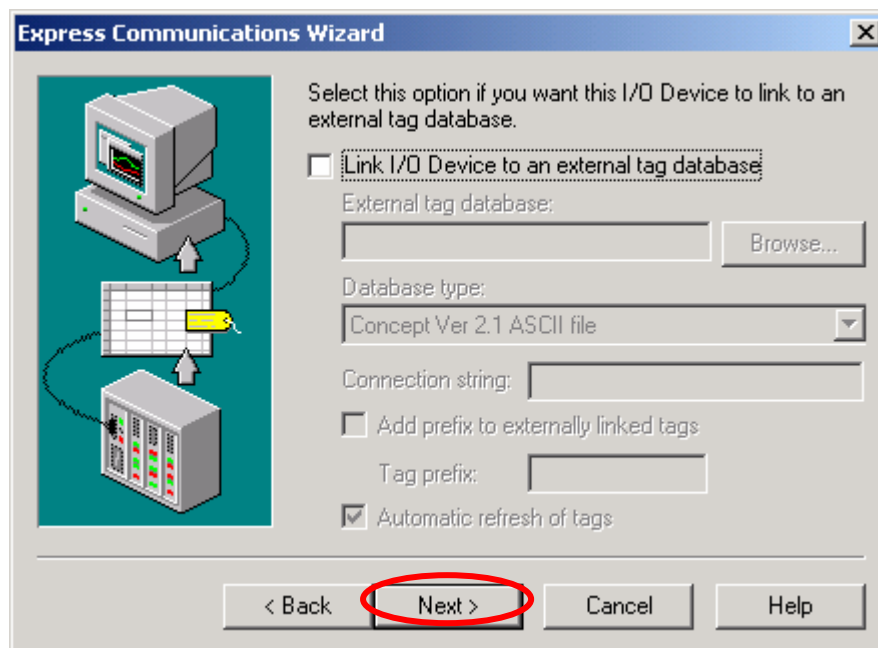 Express Communications Wizard
Select this option if you want this I/O Device to link to an
external tag database.
Link I/O Device to an external tag database
External tag database:
Browse...
Database type:
Concept Ver 2.1 ASCII file
Connection string:
Add prefix to externally linked tags
Tag prefix:
Automatic refresh of tags
< Back Next > Cancel Help